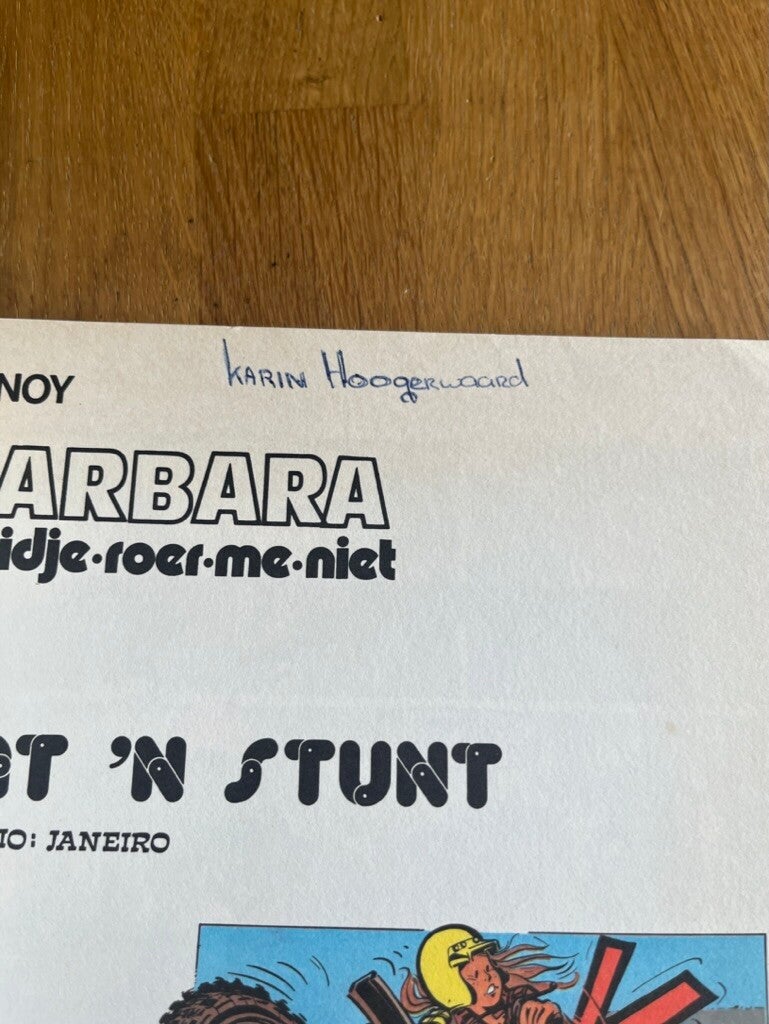 NOY
KARIN Hoogerwaard
ARBARA
idje·roer·me·niet
T 'N STUNT
IO: JANEIRO